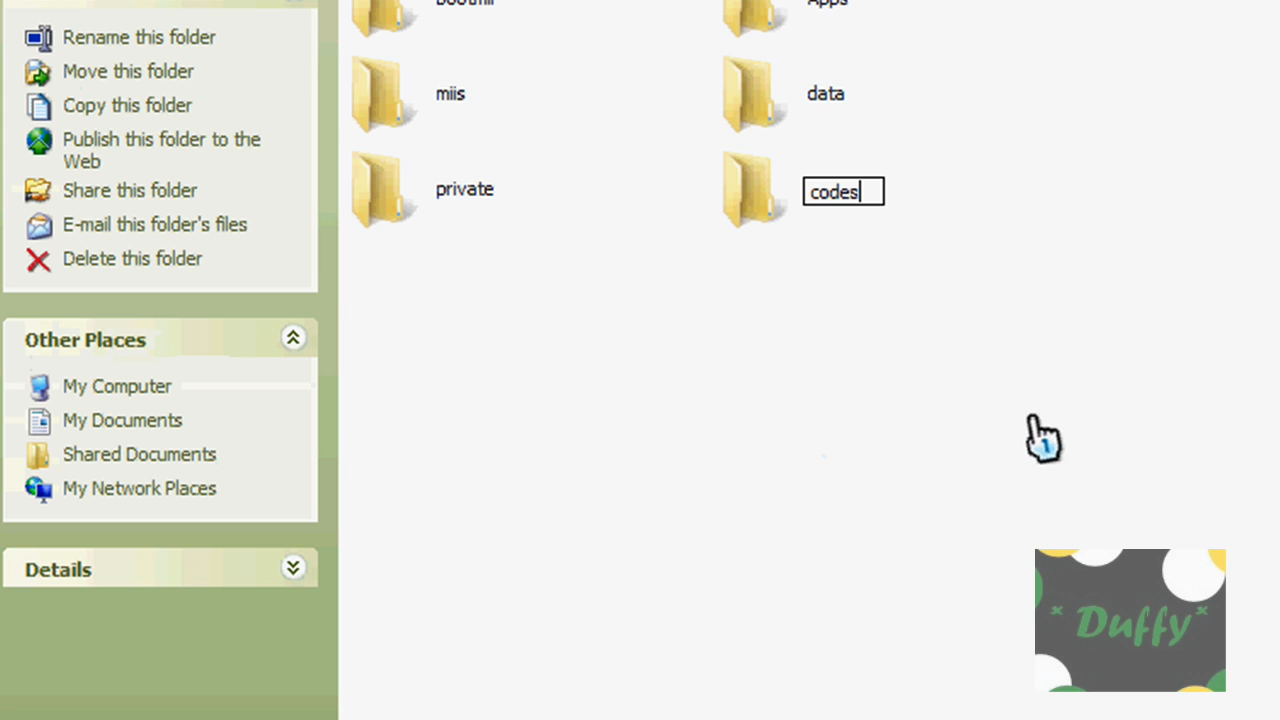 Rename this folder
Move this folder
Copy this folder
Publish this folder to the
Web
Share this folder
E-mail this folder's files
Delete this folder
Other Places
My Computer
My Documents
Shared Documents
My Network Places
Details
Apps
miis
data
private
codes
1
* Duffy *